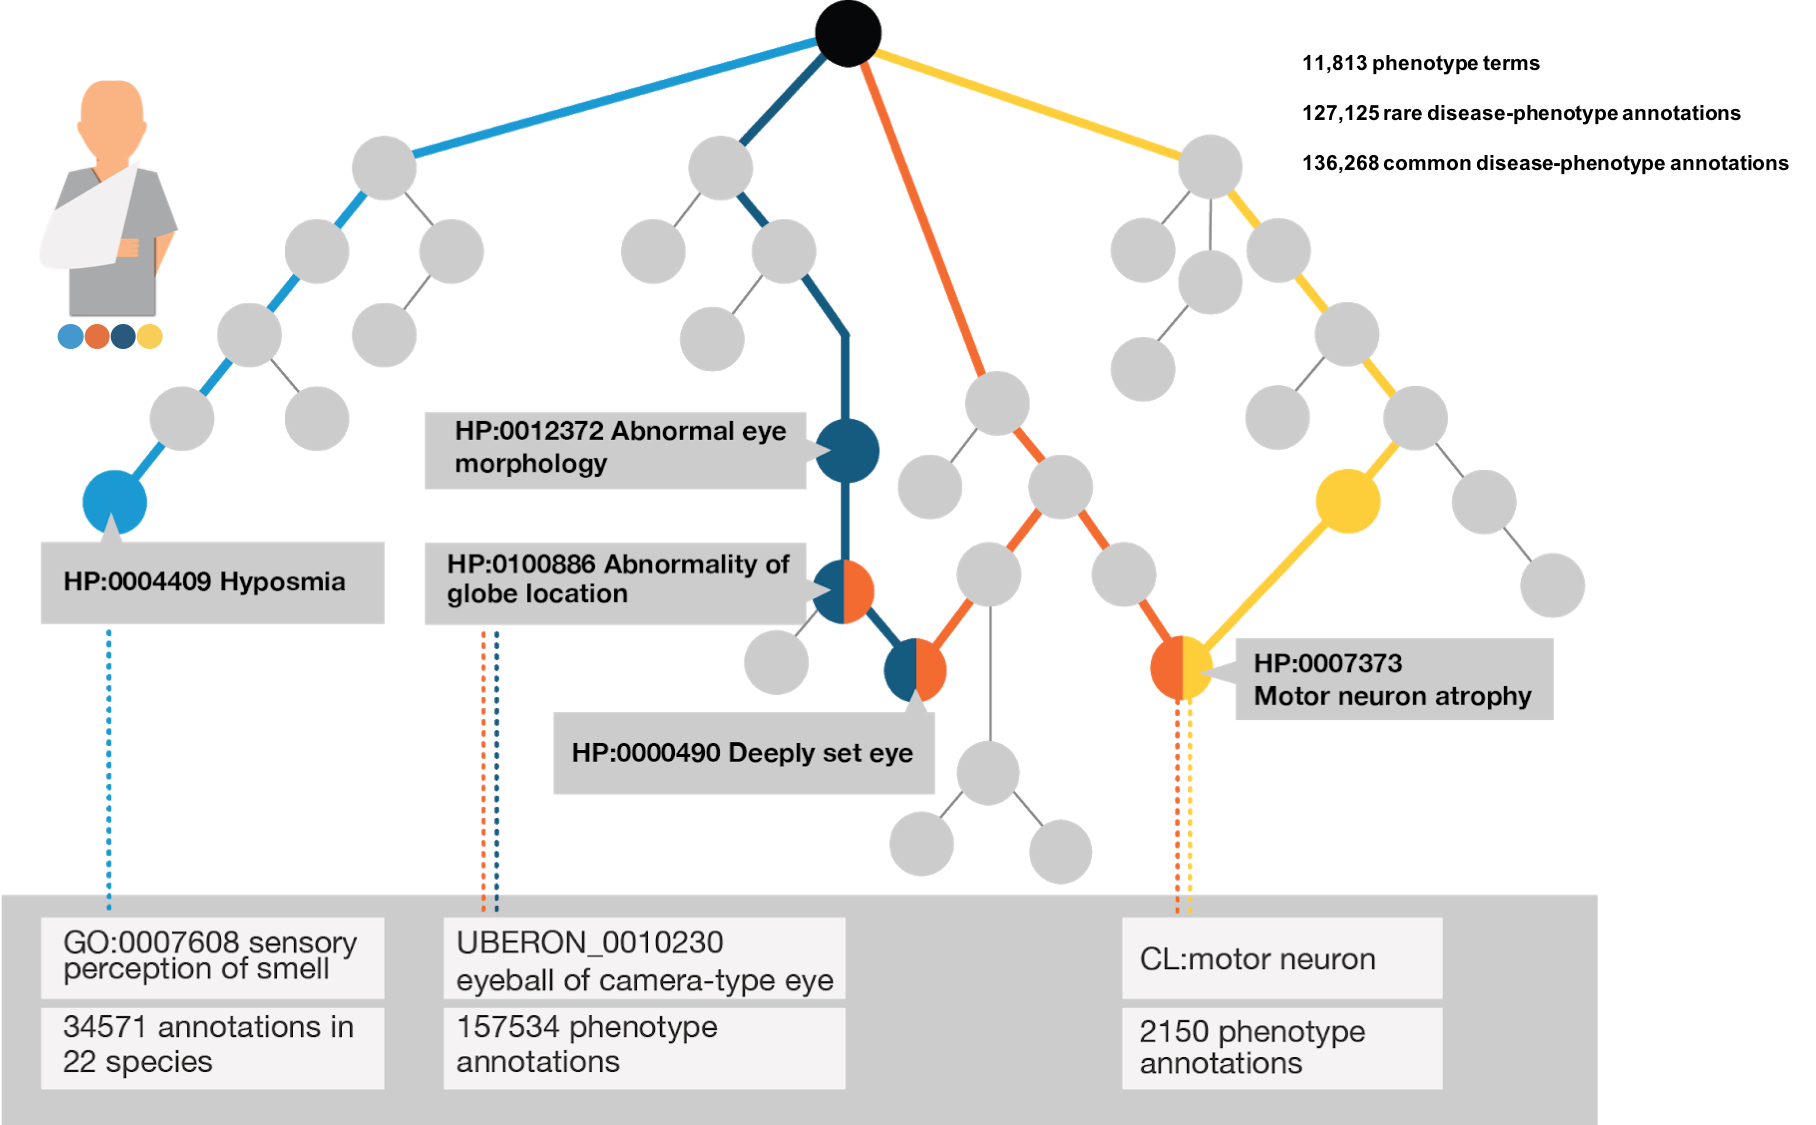 11,813 phenotype terms
127,125 rare disease-phenotype annotations
136,268 common disease-phenotype annotations
HP:0012372 Abnormal eye
morphology
HP:0004409 Hyposmia
HP:0100886 Abnormality of
globe location
HP:0007373
Motor neuron atrophy
HP:0000490 Deeply set eye
GO:0007608 sensory
perception of smell
34571 annotations in
22 species
UBERON_0010230
eyeball of camera-type eye
157534 phenotype
annotations
CL:motor neuron
2150 phenotype
annotations